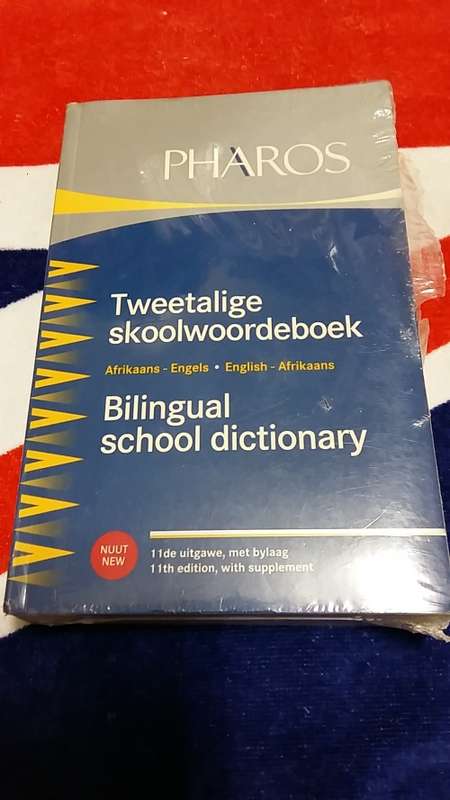 PHAROS
Tweetalige
skoolwoordeboek
Afrikaans - Engels • English - Afrikaans
Bilingual
school dictionary
NUUT
NEW
11de uitgawe, met bylaag
11th edition, with supplement